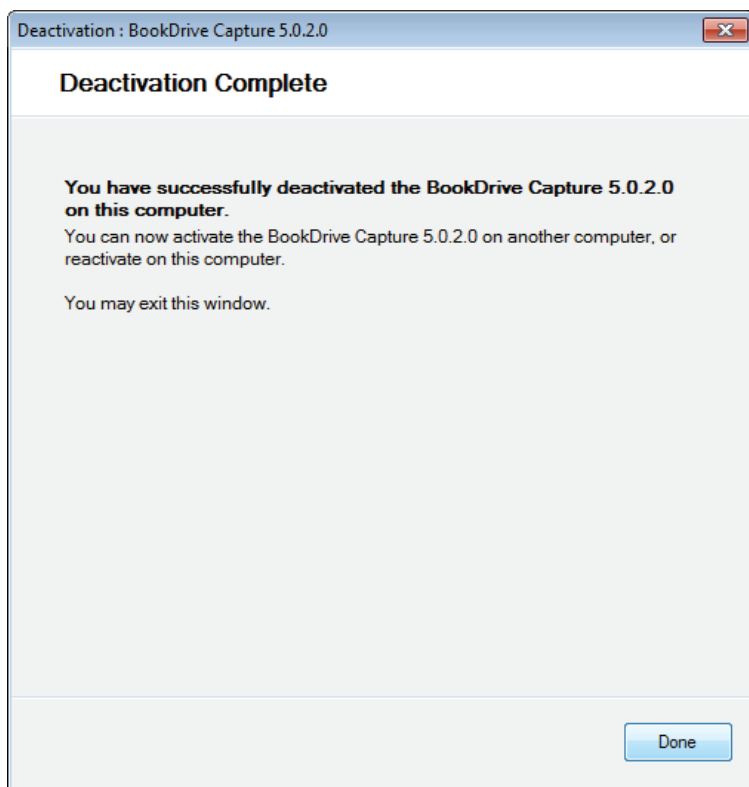 Deactivation : BookDrive Capture 5.0.2.0
Deactivation Complete
You have successfully deactivated the BookDrive Capture 5.0.2.0
on this computer.
You can now activate the BookDrive Capture 5.0.2.0 on another computer, or
reactivate on this computer.
You may exit this window.
Done